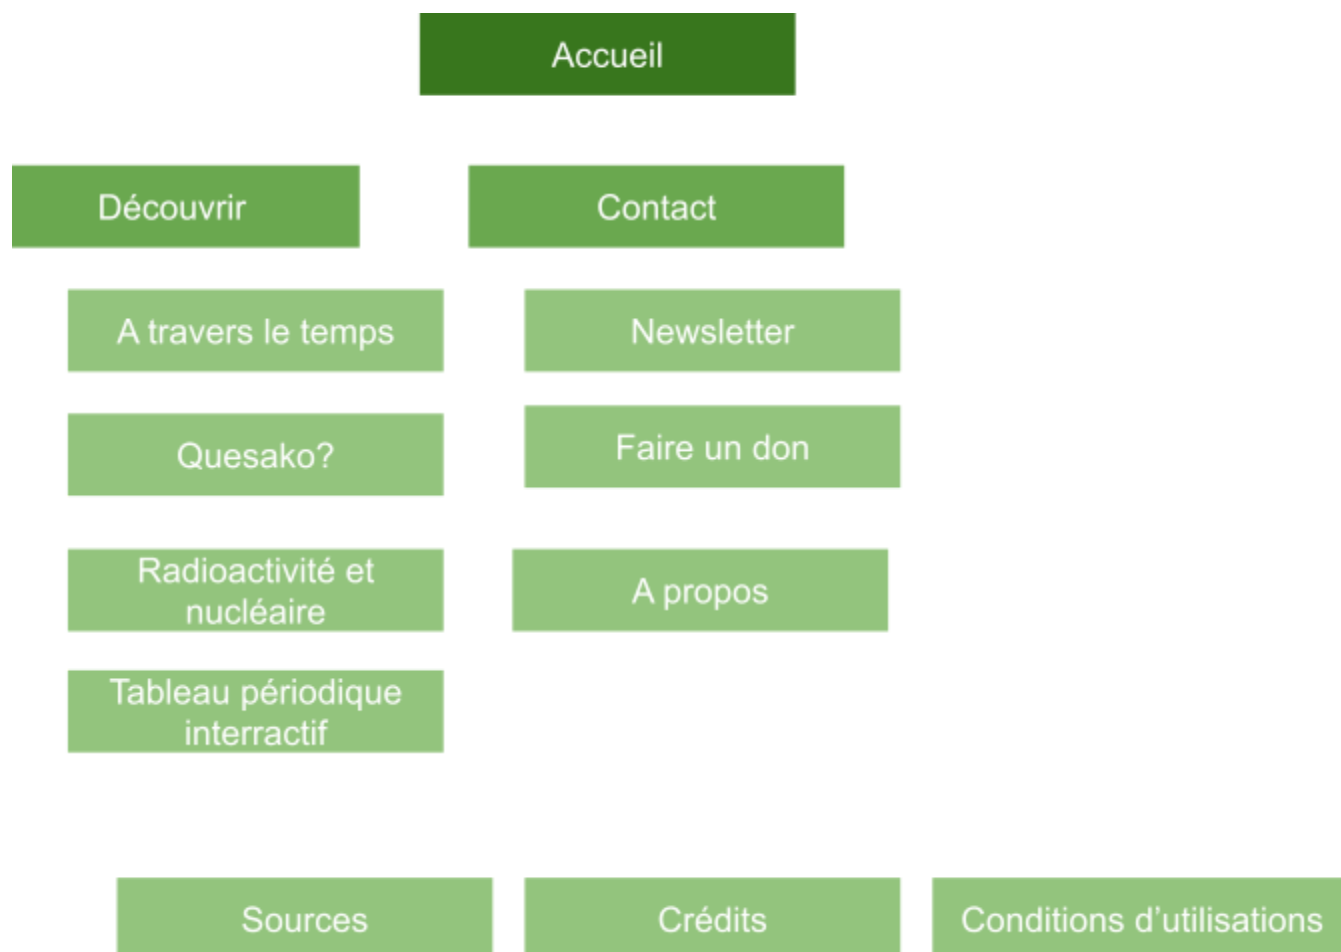 Accueil
Découvrir
Contact
A travers le temps
Newsletter
Quesako?
Faire un don
Radioactivité et
nucléaire
A propos
Tableau périodique
interractif
Sources
Crédits
Conditions d’utilisations